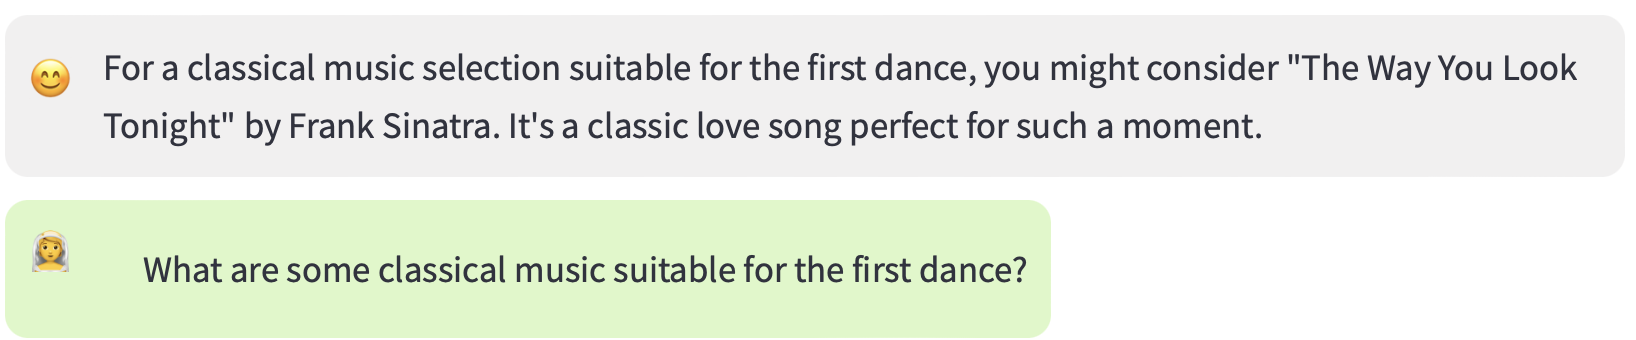 For a classical music selection suitable for the first dance, you might consider "The Way You Look
Tonight" by Frank Sinatra. It's a classic love song perfect for such a moment.
What are some classical music suitable for the first dance?